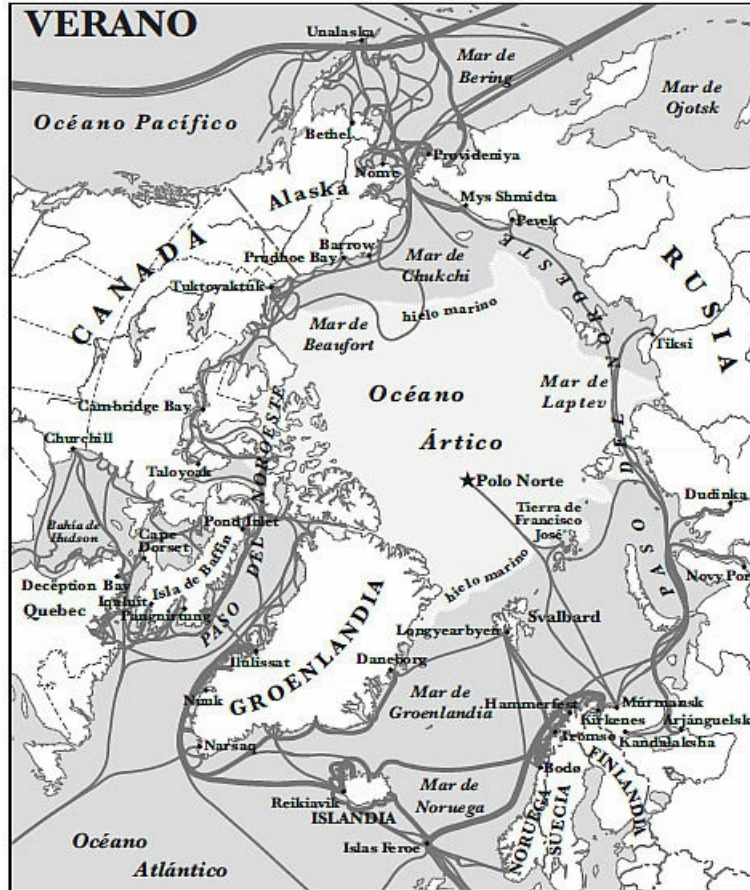 VERANO
Unalaska
Mar de
Bering
Mar de
Ojotsk
Océano Pacífico
Bethel
Provideniya
Nome
Alaska
Mys Shmidta
Pevek
CANADÁ
RUSIA
Barrow
Prudhoe Bay
Mar de
Chukchi
Tuktoyaktuk
hielo marino
Mar de
Beaufort
Tiksi
PASO DEL NORDESTE
Océano
Ártico
Mar de
Laptev
Cambridge Bay
Churchill
Taloyoak
PASO DEL NOROESTE
Polo Norte
Dudinka
Tierra de
Francisco
José
Bahía de
Hudson
Cape
Dorset
Pond Inlet
Isla de Baffin
Deception Bay
Quebec
Iqaluit
Pangnirtung
hielo marino
Novy Port
Svalbard
Longyearbyen
GROENLANDIA
Ilulissat
Daneborg
Nuuk
Mar de
Groenlandia
Hammerfest
Múrmansk
Kirkenes
Arjánguelsk
Tromsø
Kandalaksha
Narsaq
Bodø
FINLANDIA
Reikiavik
ISLANDIA
Mar de
Noruega
NORUEGA
SUECIA
Islas Feroe
Océano
Atlántico